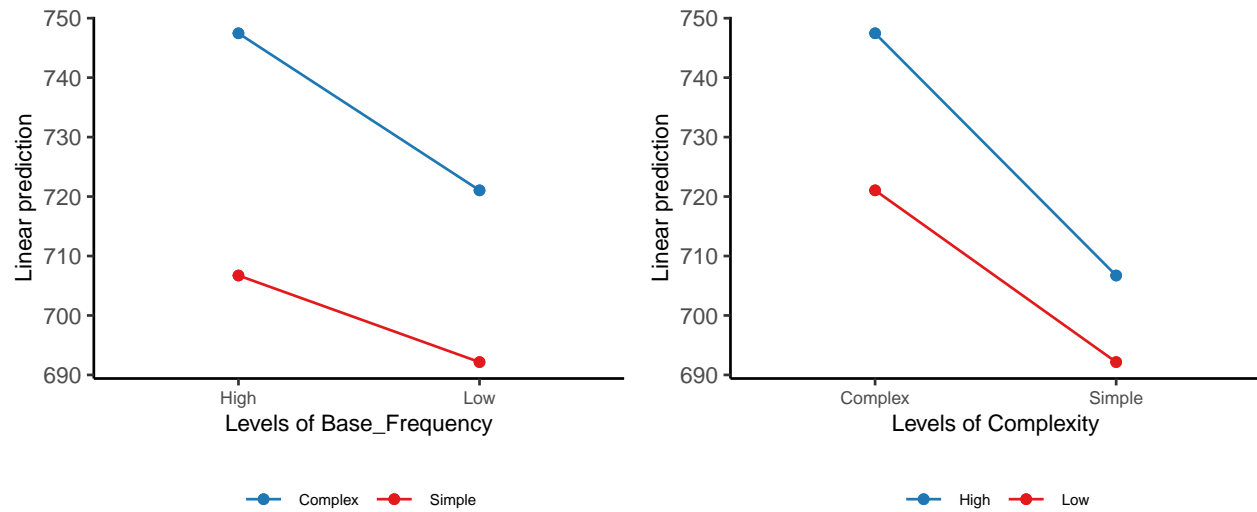 750
740
730
720
710
700
690
Linear prediction
High Low
Levels of Base_Frequency
Complex Simple
750
740
730
720
710
700
690
Linear prediction
Complex Simple
Levels of Complexity
High Low